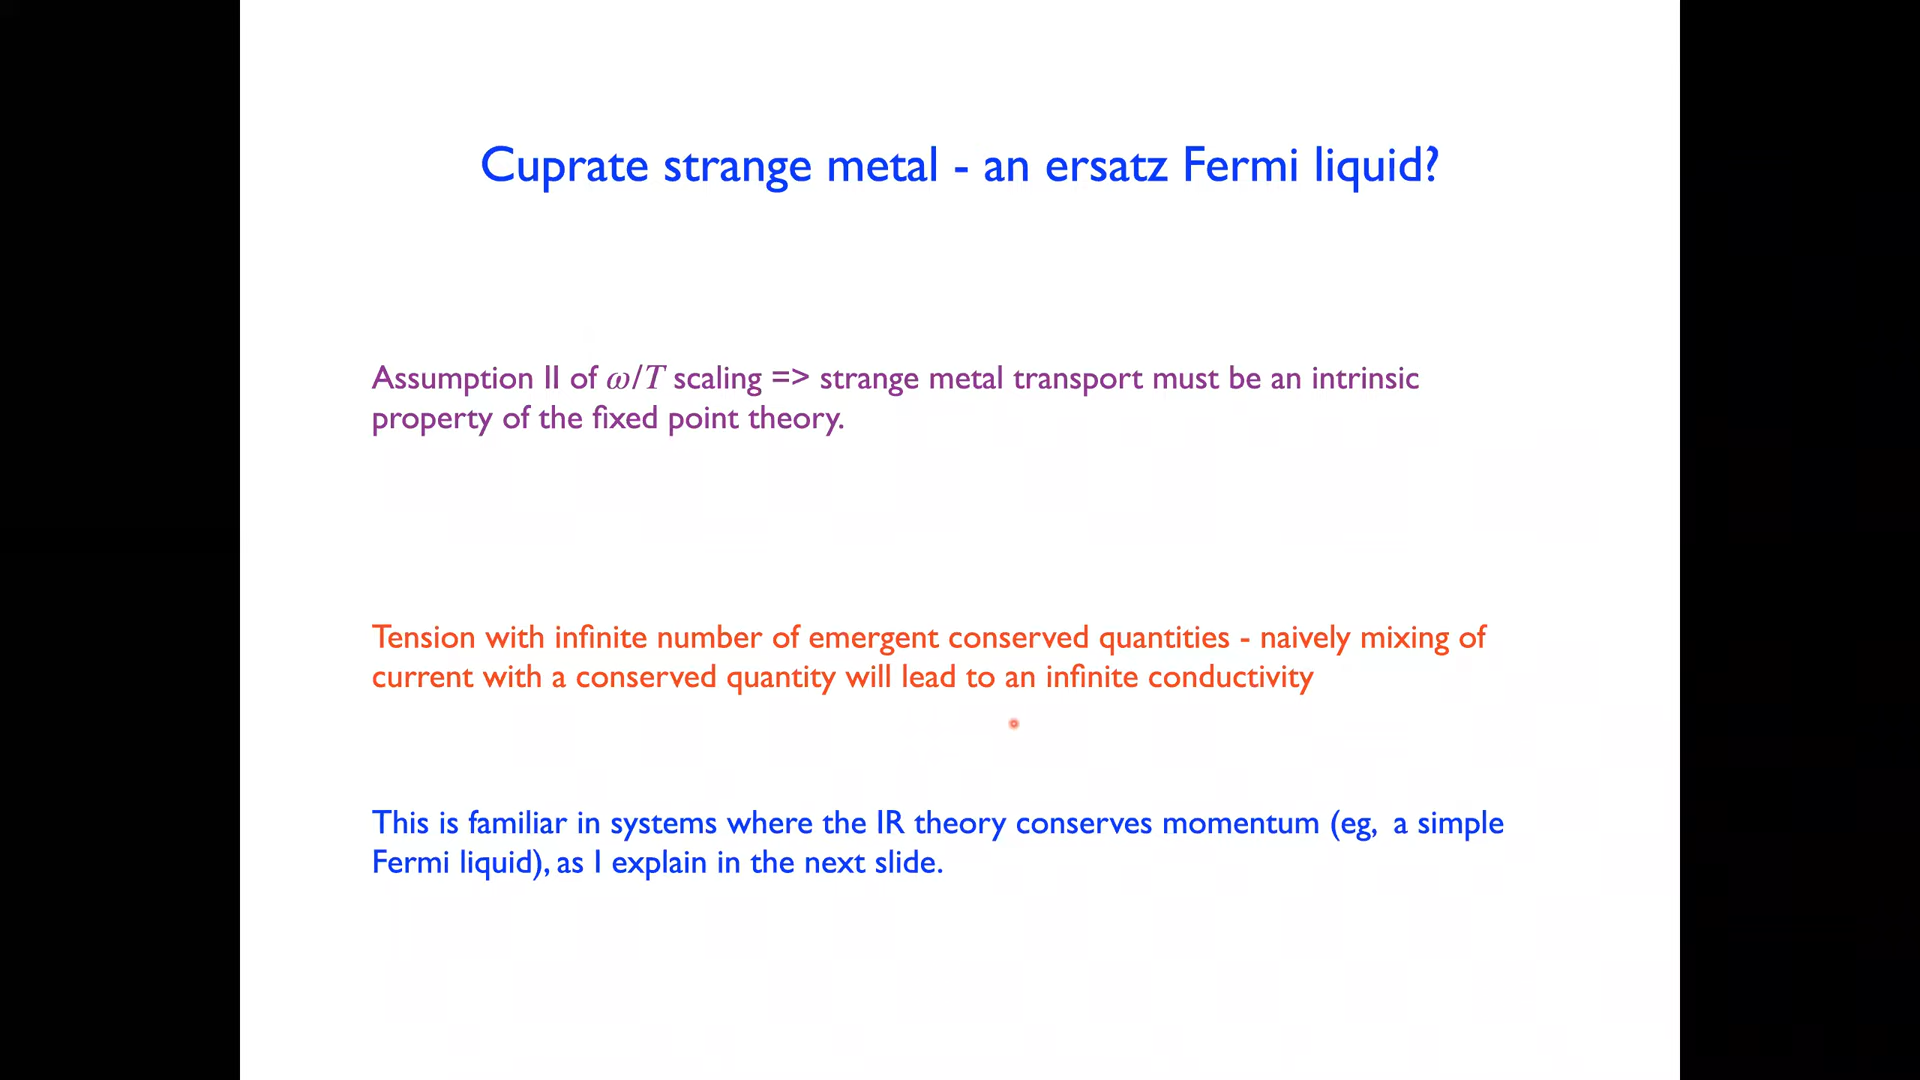 Cuprate strange metal - an ersatz Fermi liquid?
Assumption II of ω/T scaling => strange metal transport must be an intrinsic
property of the fixed point theory.
Tension with infinite number of emergent conserved quantities - naively mixing of
current with a conserved quantity will lead to an infinite conductivity
This is familiar in systems where the IR theory conserves momentum (eg, a simple
Fermi liquid), as I explain in the next slide.